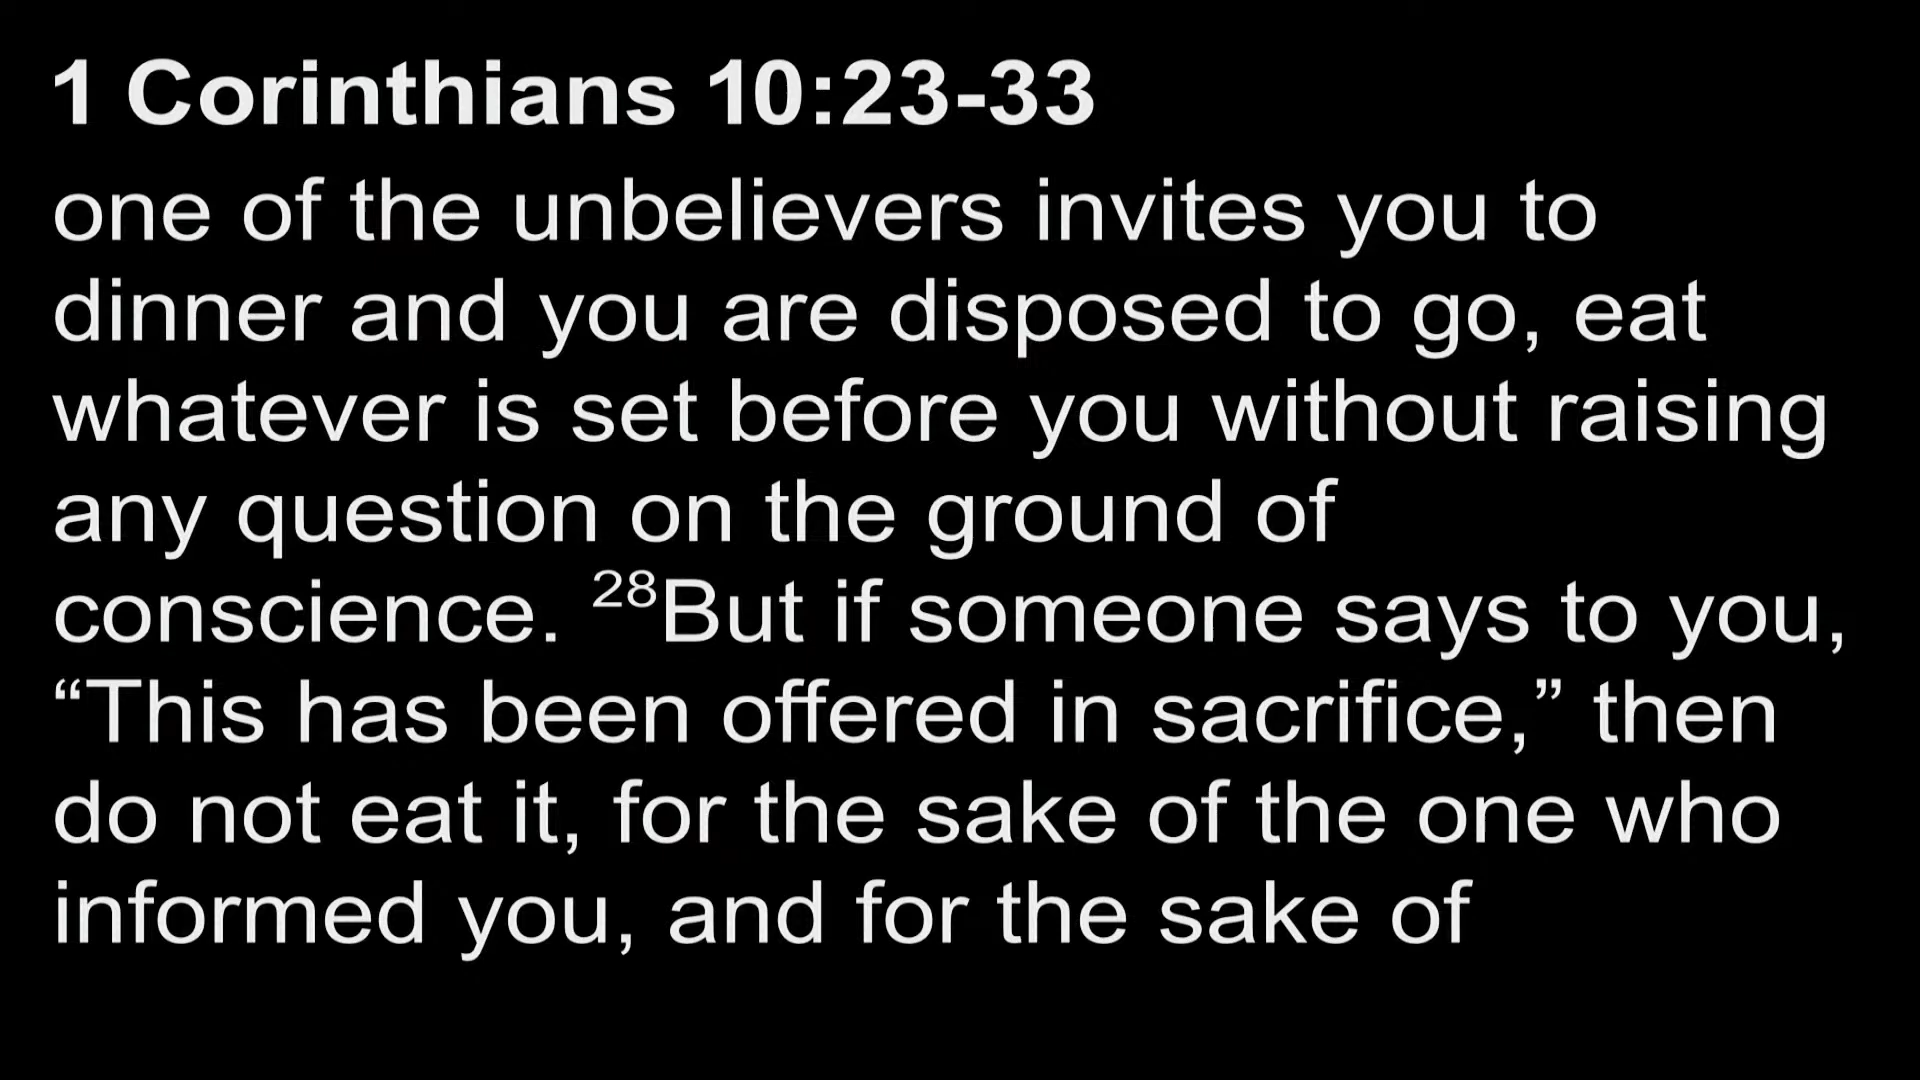 1 Corinthians 10:23-33
one of the unbelievers invites you to
dinner and you are disposed to go, eat
whatever is set before you without raising
any question on the ground of
conscience. ²⁸But if someone says to you,
“This has been offered in sacrifice,” then
do not eat it, for the sake of the one who
informed you, and for the sake of